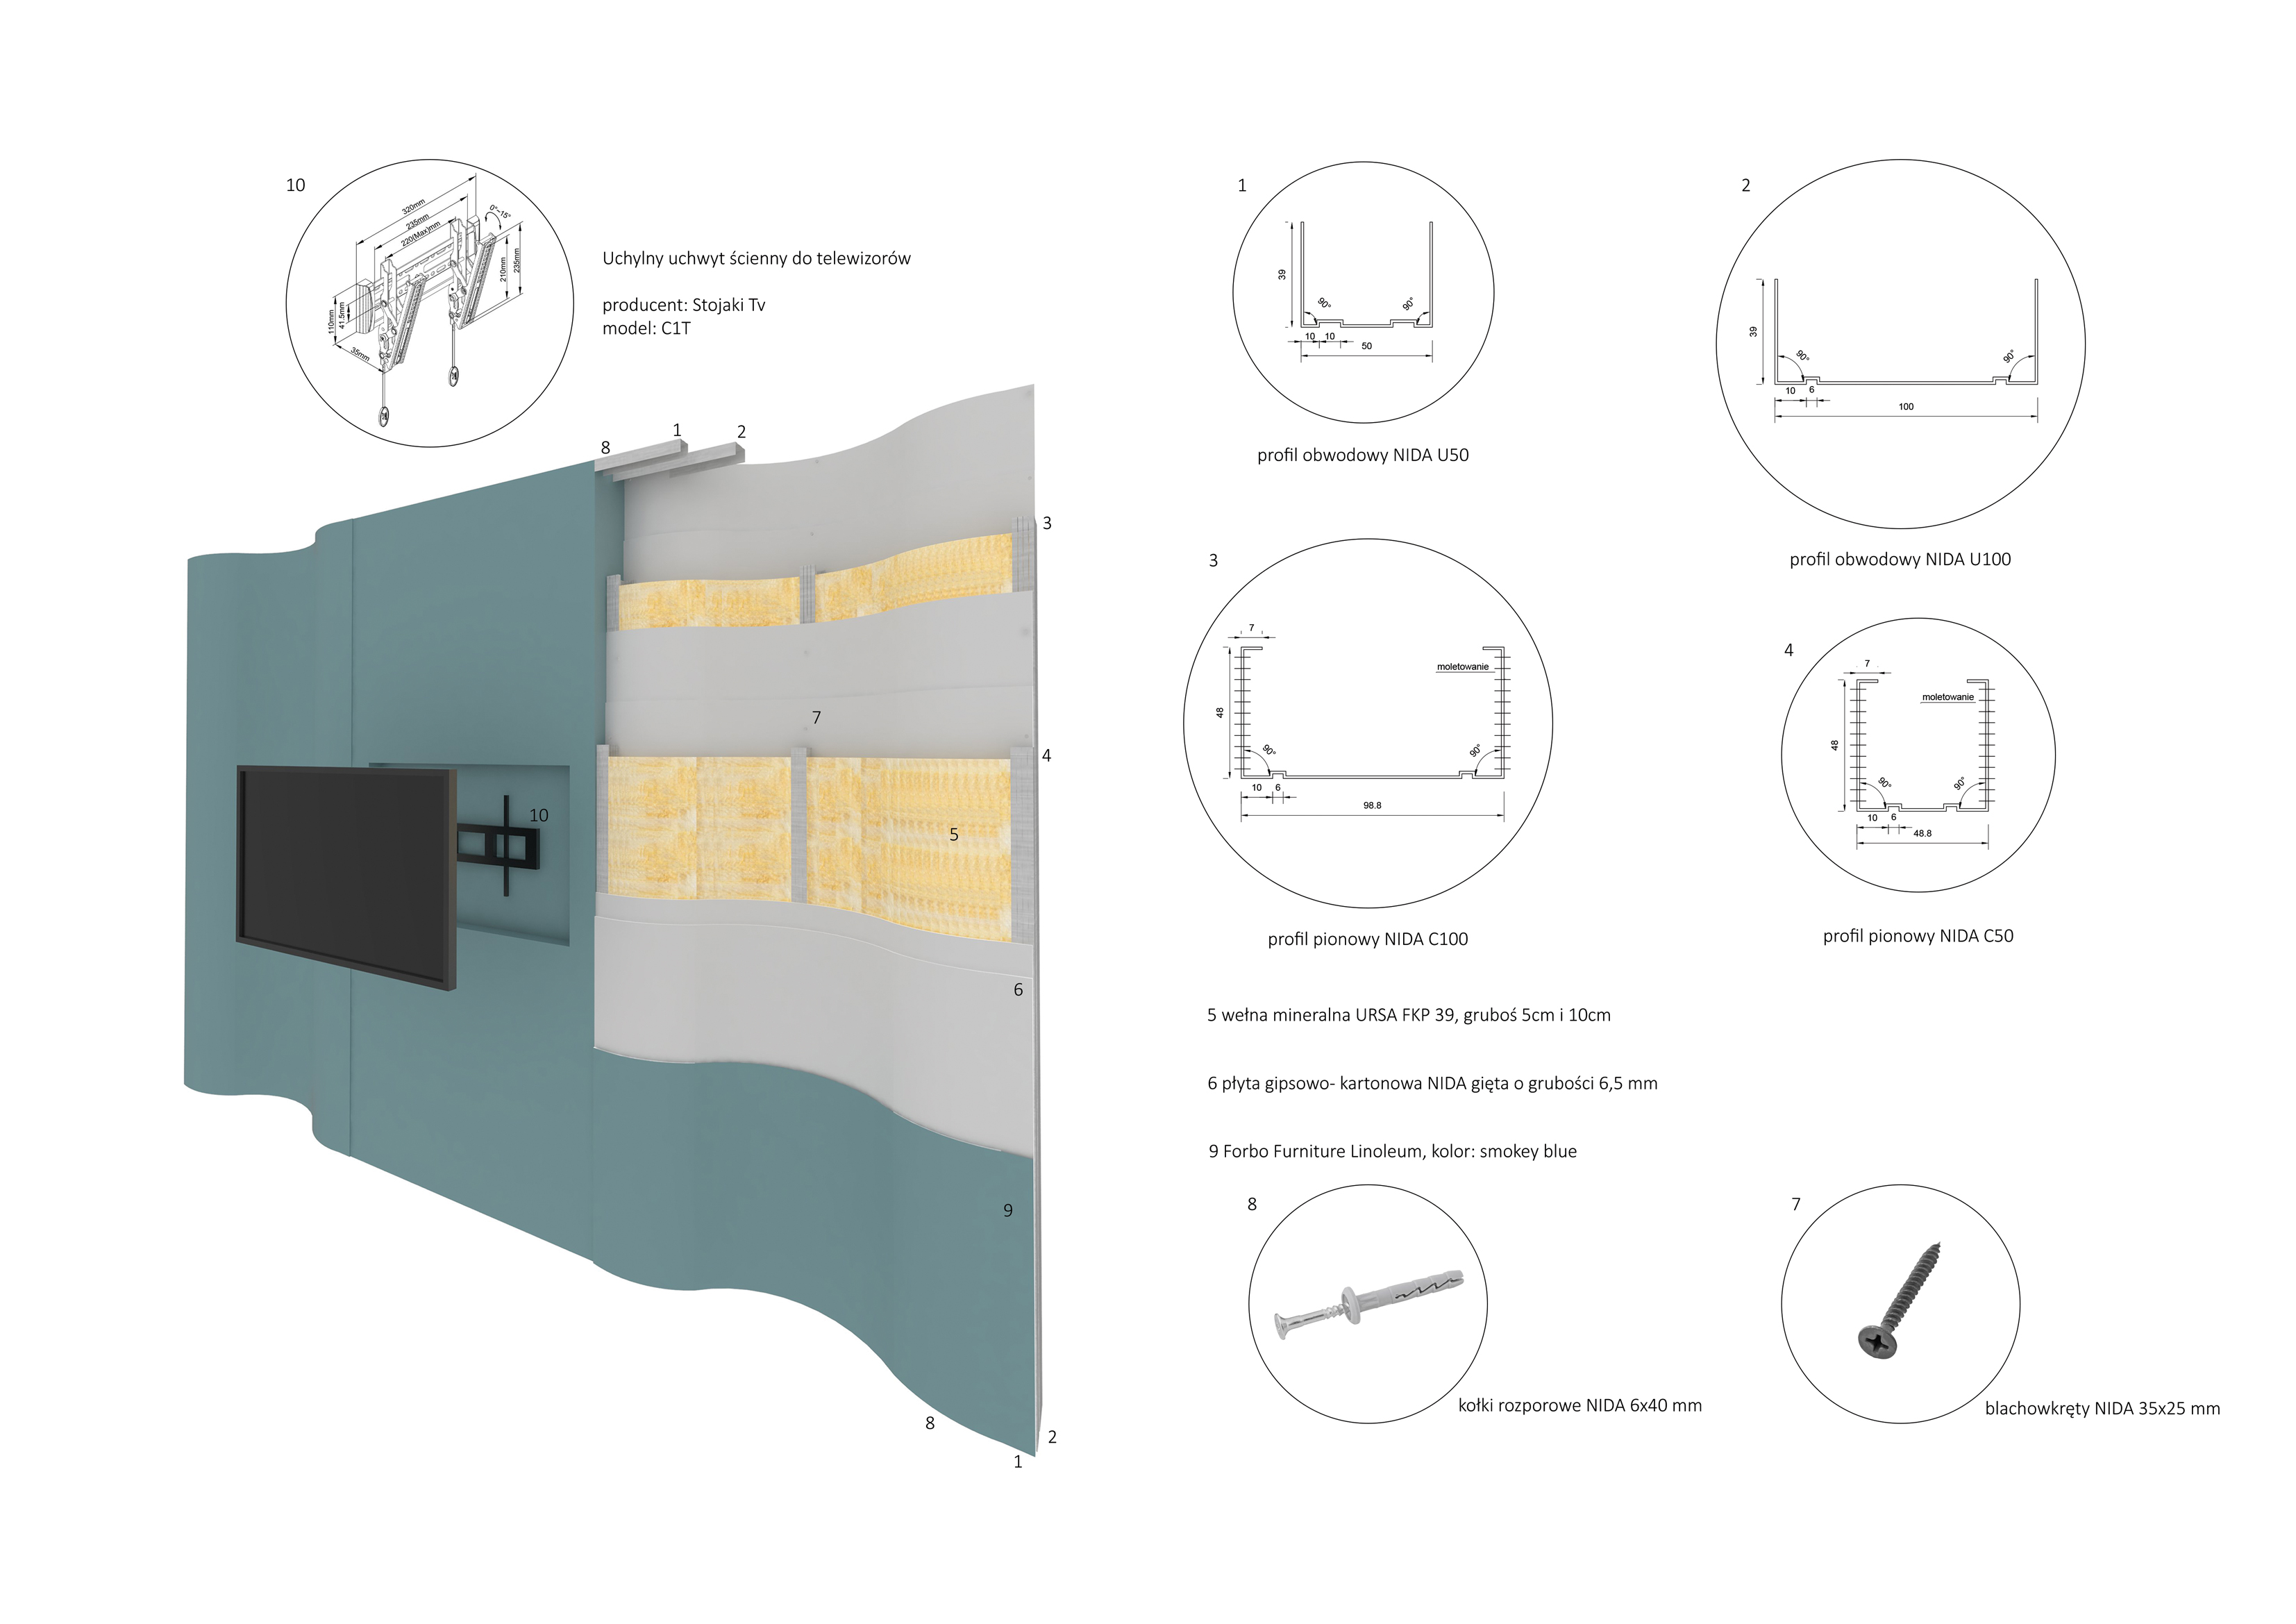 10
320mm
235mm
220(Max)mm
0°~15°
210mm
235mm
110mm
41.5mm
35mm
Uchylny uchwyt ścienny do telewizorów
producent: Stojaki Tv
model: C1T
8
1
2
3
7
4
10
5
6
9
8
2
1
1
39
90°
90°
10
10
50
profil obwodowy NIDA U50
2
39
90°
90°
10
6
100
profil obwodowy NIDA U100
3
7
moletowanie
48
90°
90°
10
6
98.8
profil pionowy NIDA C100
4
7
moletowanie
48
90°
90°
10
6
48.8
profil pionowy NIDA C50
5 wełna mineralna URSA FKP 39, gruboś 5cm i 10cm
6 płyta gipsowo- kartonowa NIDA gięta o grubości 6,5 mm
9 Forbo Furniture Linoleum, kolor: smokey blue
8
kołki rozporowe NIDA 6x40 mm
7
blachowkręty NIDA 35x25 mm